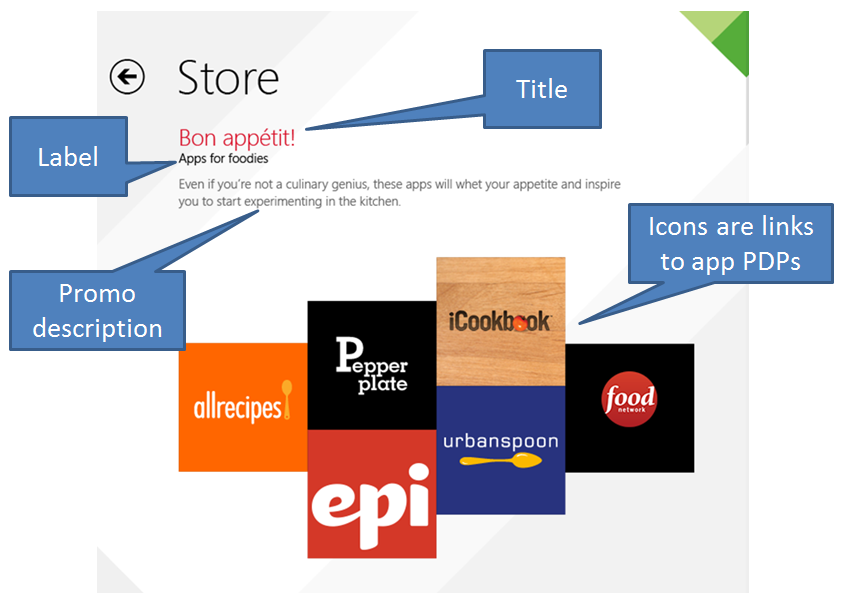 Store
Title
Bon appétit!
Label
Apps for foodies
Even if you're not a culinary genius, these apps will whet your appetite and inspire
you to start experimenting in the kitchen.
Icons are links
to app PDPs
Promo
description
iCookbook
Pepper
plate
allrecipes
food
network
urbanspoon
epi